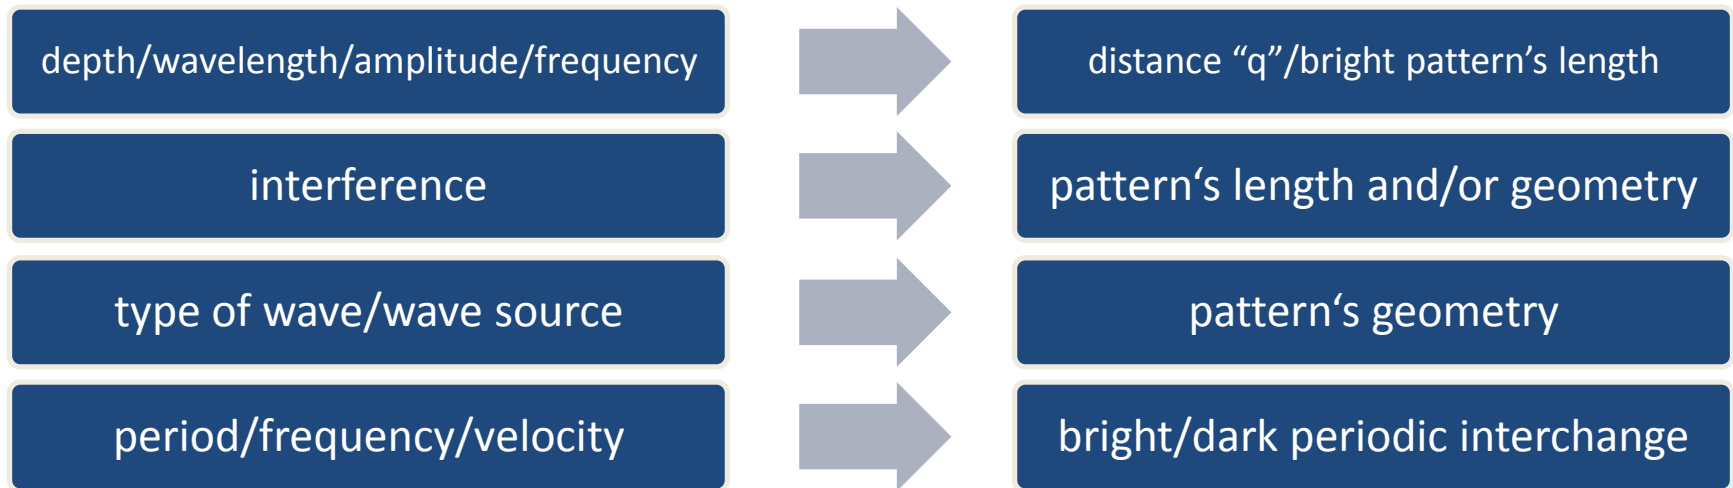 depth/wavelength/amplitude/frequency
distance “q”/bright pattern’s length
interference
pattern‘s length and/or geometry
type of wave/wave source
pattern‘s geometry
period/frequency/velocity
bright/dark periodic interchange